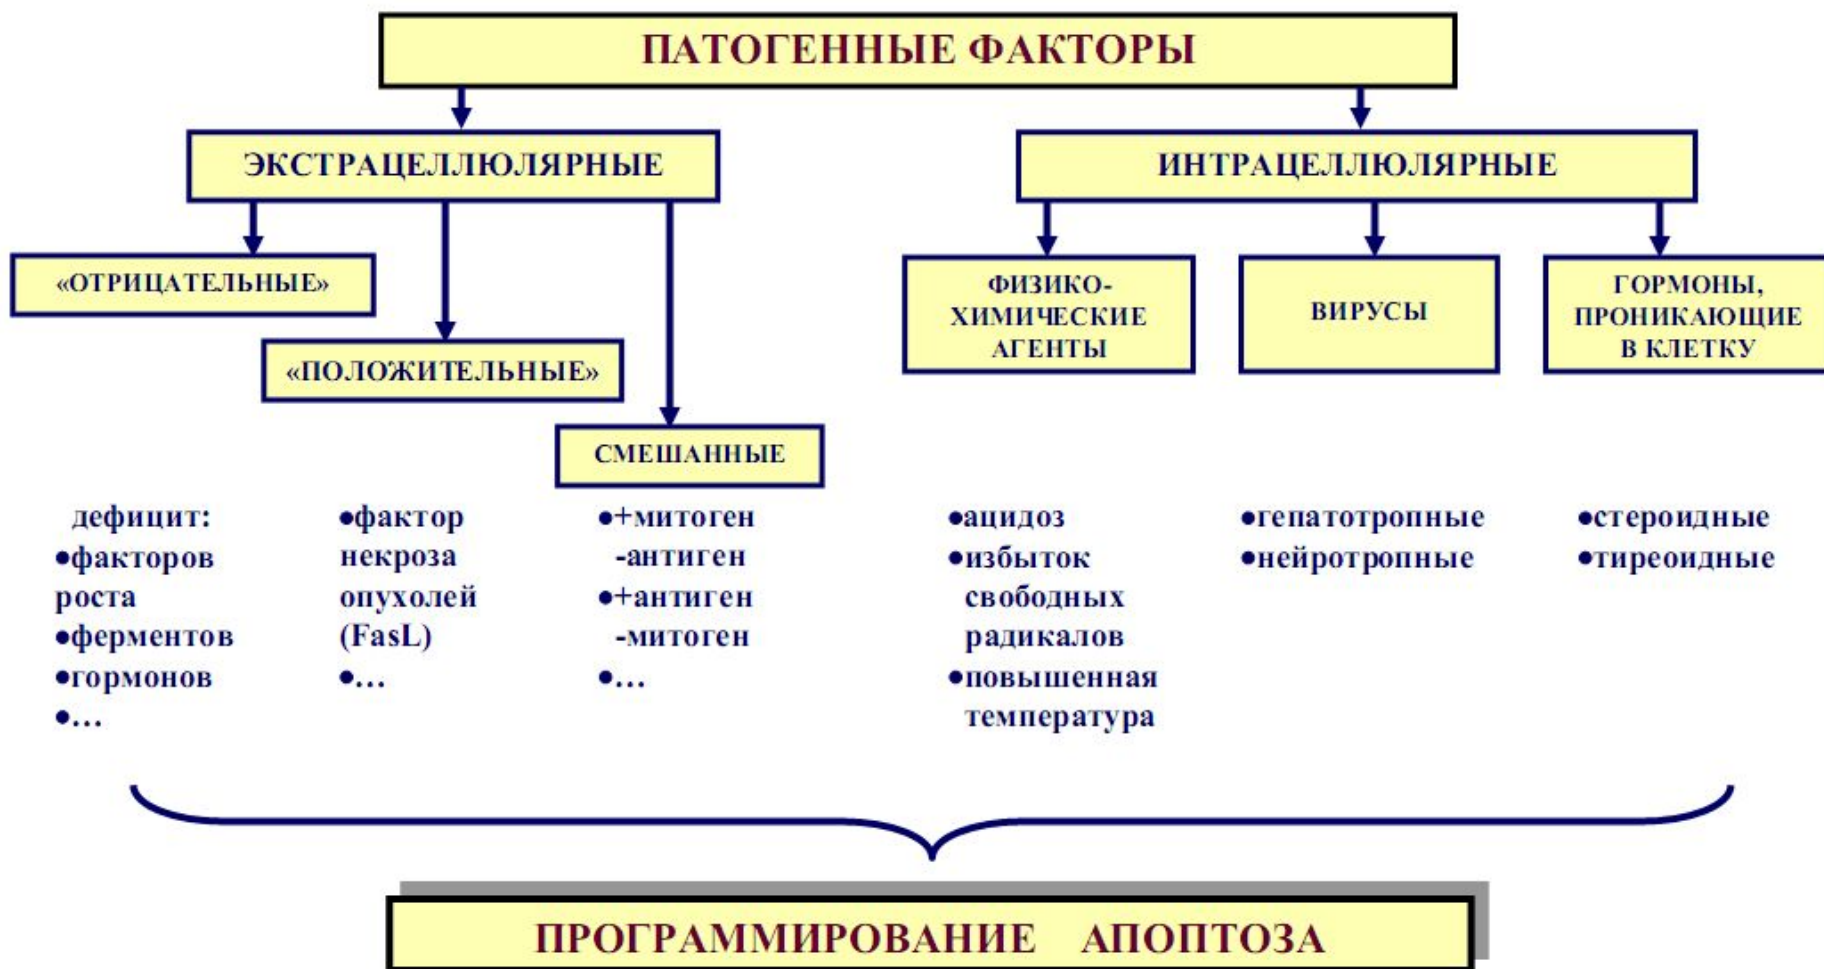 ПАТОГЕННЫЕ ФАКТОРЫ
ЭКСТРАЦЕЛЛЮЛЯРНЫЕ
ИНТРАЦЕЛЛЮЛЯРНЫЕ
«ОТРИЦАТЕЛЬНЫЕ»
«ПОЛОЖИТЕЛЬНЫЕ»
СМЕШАННЫЕ
ФИЗИКО-
ХИМИЧЕСКИЕ
АГЕНТЫ
ВИРУСЫ
ГОРМОНЫ,
ПРОНИКАЮЩИЕ
В КЛЕТКУ
дефицит:
●факторов
роста
●ферментов
●гормонов
●...
●фактор
некроза
опухолей
(FasL)
●...
●+митоген
-антиген
●+антиген
-митоген
●...
●ацидоз
●избыток
свободных
радикалов
●повышенная
температура
●гепатотропные
●нейротропные
●стероидные
●тиреоидные
ПРОГРАММИРОВАНИЕ АПОПТОЗА